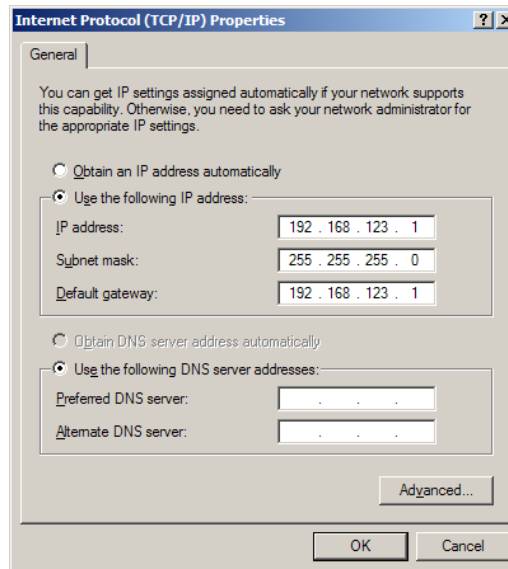 Internet Protocol (TCP/IP) Properties
General
You can get IP settings assigned automatically if your network supports
this capability. Otherwise, you need to ask your network administrator for
the appropriate IP settings.
Obtain an IP address automatically
Use the following IP address:
IP address: 192 . 168 . 123 . 1
Subnet mask: 255 . 255 . 255 . 0
Default gateway: 192 . 168 . 123 . 1
Obtain DNS server address automatically
Use the following DNS server addresses:
Preferred DNS server: . . .
Alternate DNS server: . . .
Advanced...
OK Cancel